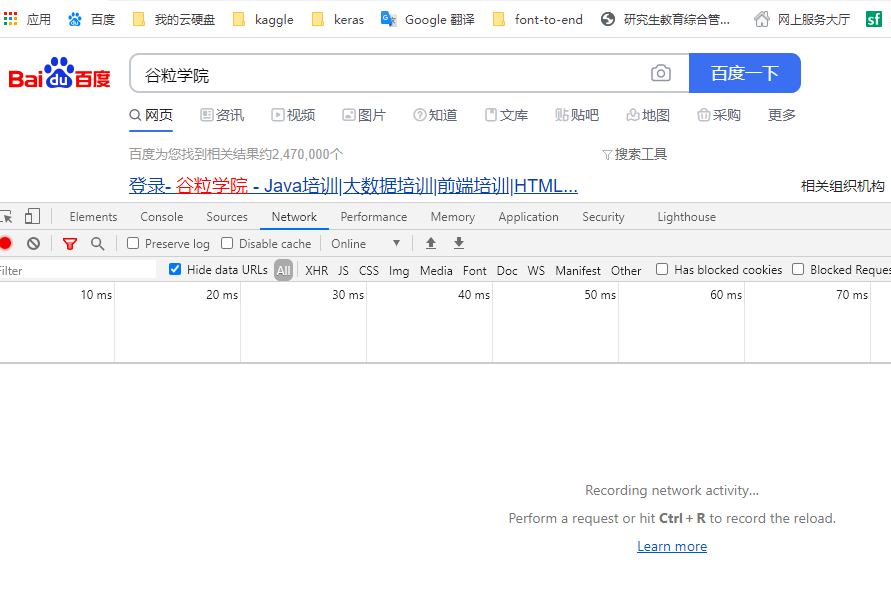 应用 百度 我的云硬盘 kaggle keras Google 翻译 font-to-end 研究生教育综合管... 网上服务大厅 sf
Bai du 百度 谷粒学院 百度一下
网页 资讯 视频 图片 知道 文库 贴吧 地图 采购 更多
百度为您找到相关结果约2,470,000个 搜索工具
登录- 谷粒学院 - Java培训|大数据培训|前端培训|HTML... 相关组织机构
Elements Console Sources Network Performance Memory Application Security Lighthouse
Preserve log Disable cache Online
Filter Hide data URLs All XHR JS CSS Img Media Font Doc WS Manifest Other Has blocked cookies Blocked Reques
10 ms 20 ms 30 ms 40 ms 50 ms 60 ms 70 ms
Recording network activity...
Perform a request or hit Ctrl + R to record the reload.
Learn more